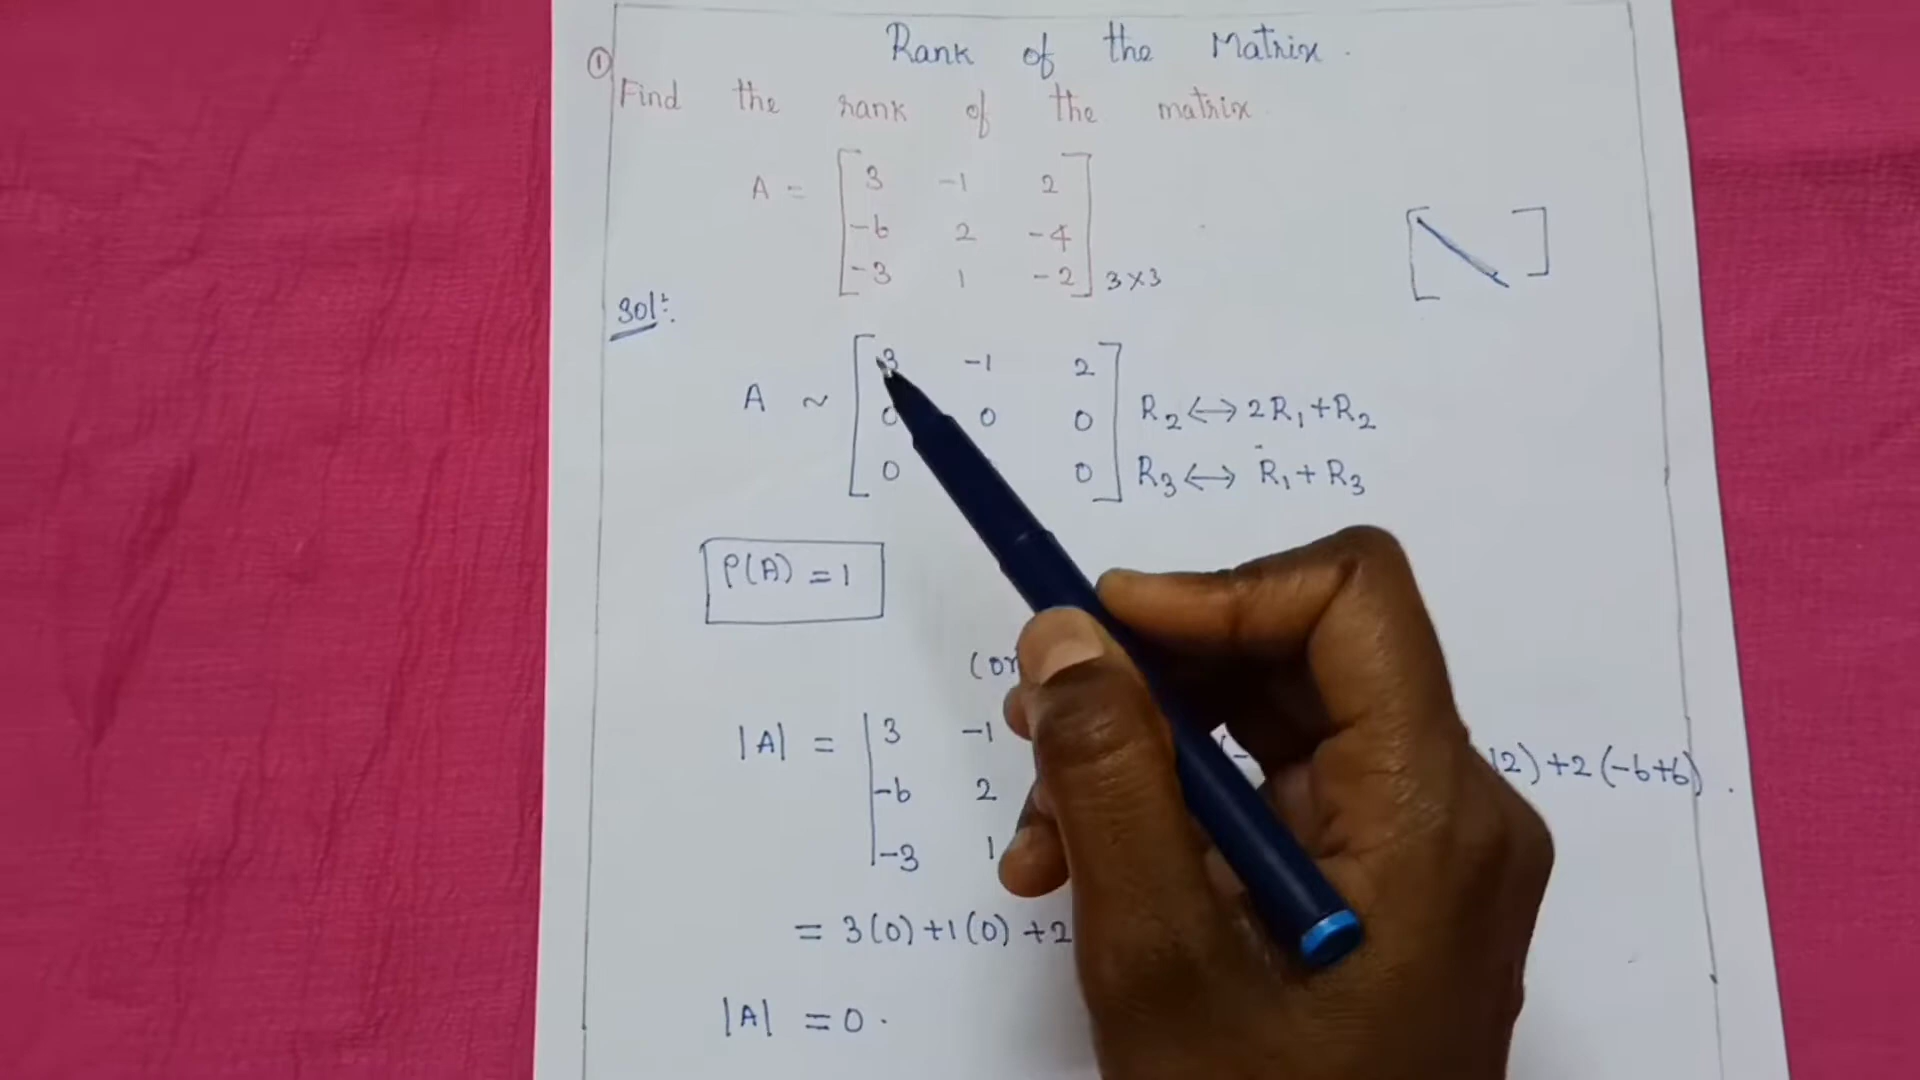 Rank of the Matrix.
①
Find the rank of the matrix
A = [ 3 -1 2
-6 2 -4
-3 1 -2 ] 3×3
Sol:
A ~ [ 3 -1 2
0 0 0 ] R2 ↔ 2R1+R2
0 0 R3 ↔ R1+R3
ρ(A) = 1
(or
|A| = | 3 -1
-6 2 12)+2(-6+6).
-3 1
= 3(0)+1(0)+2
|A| = 0.